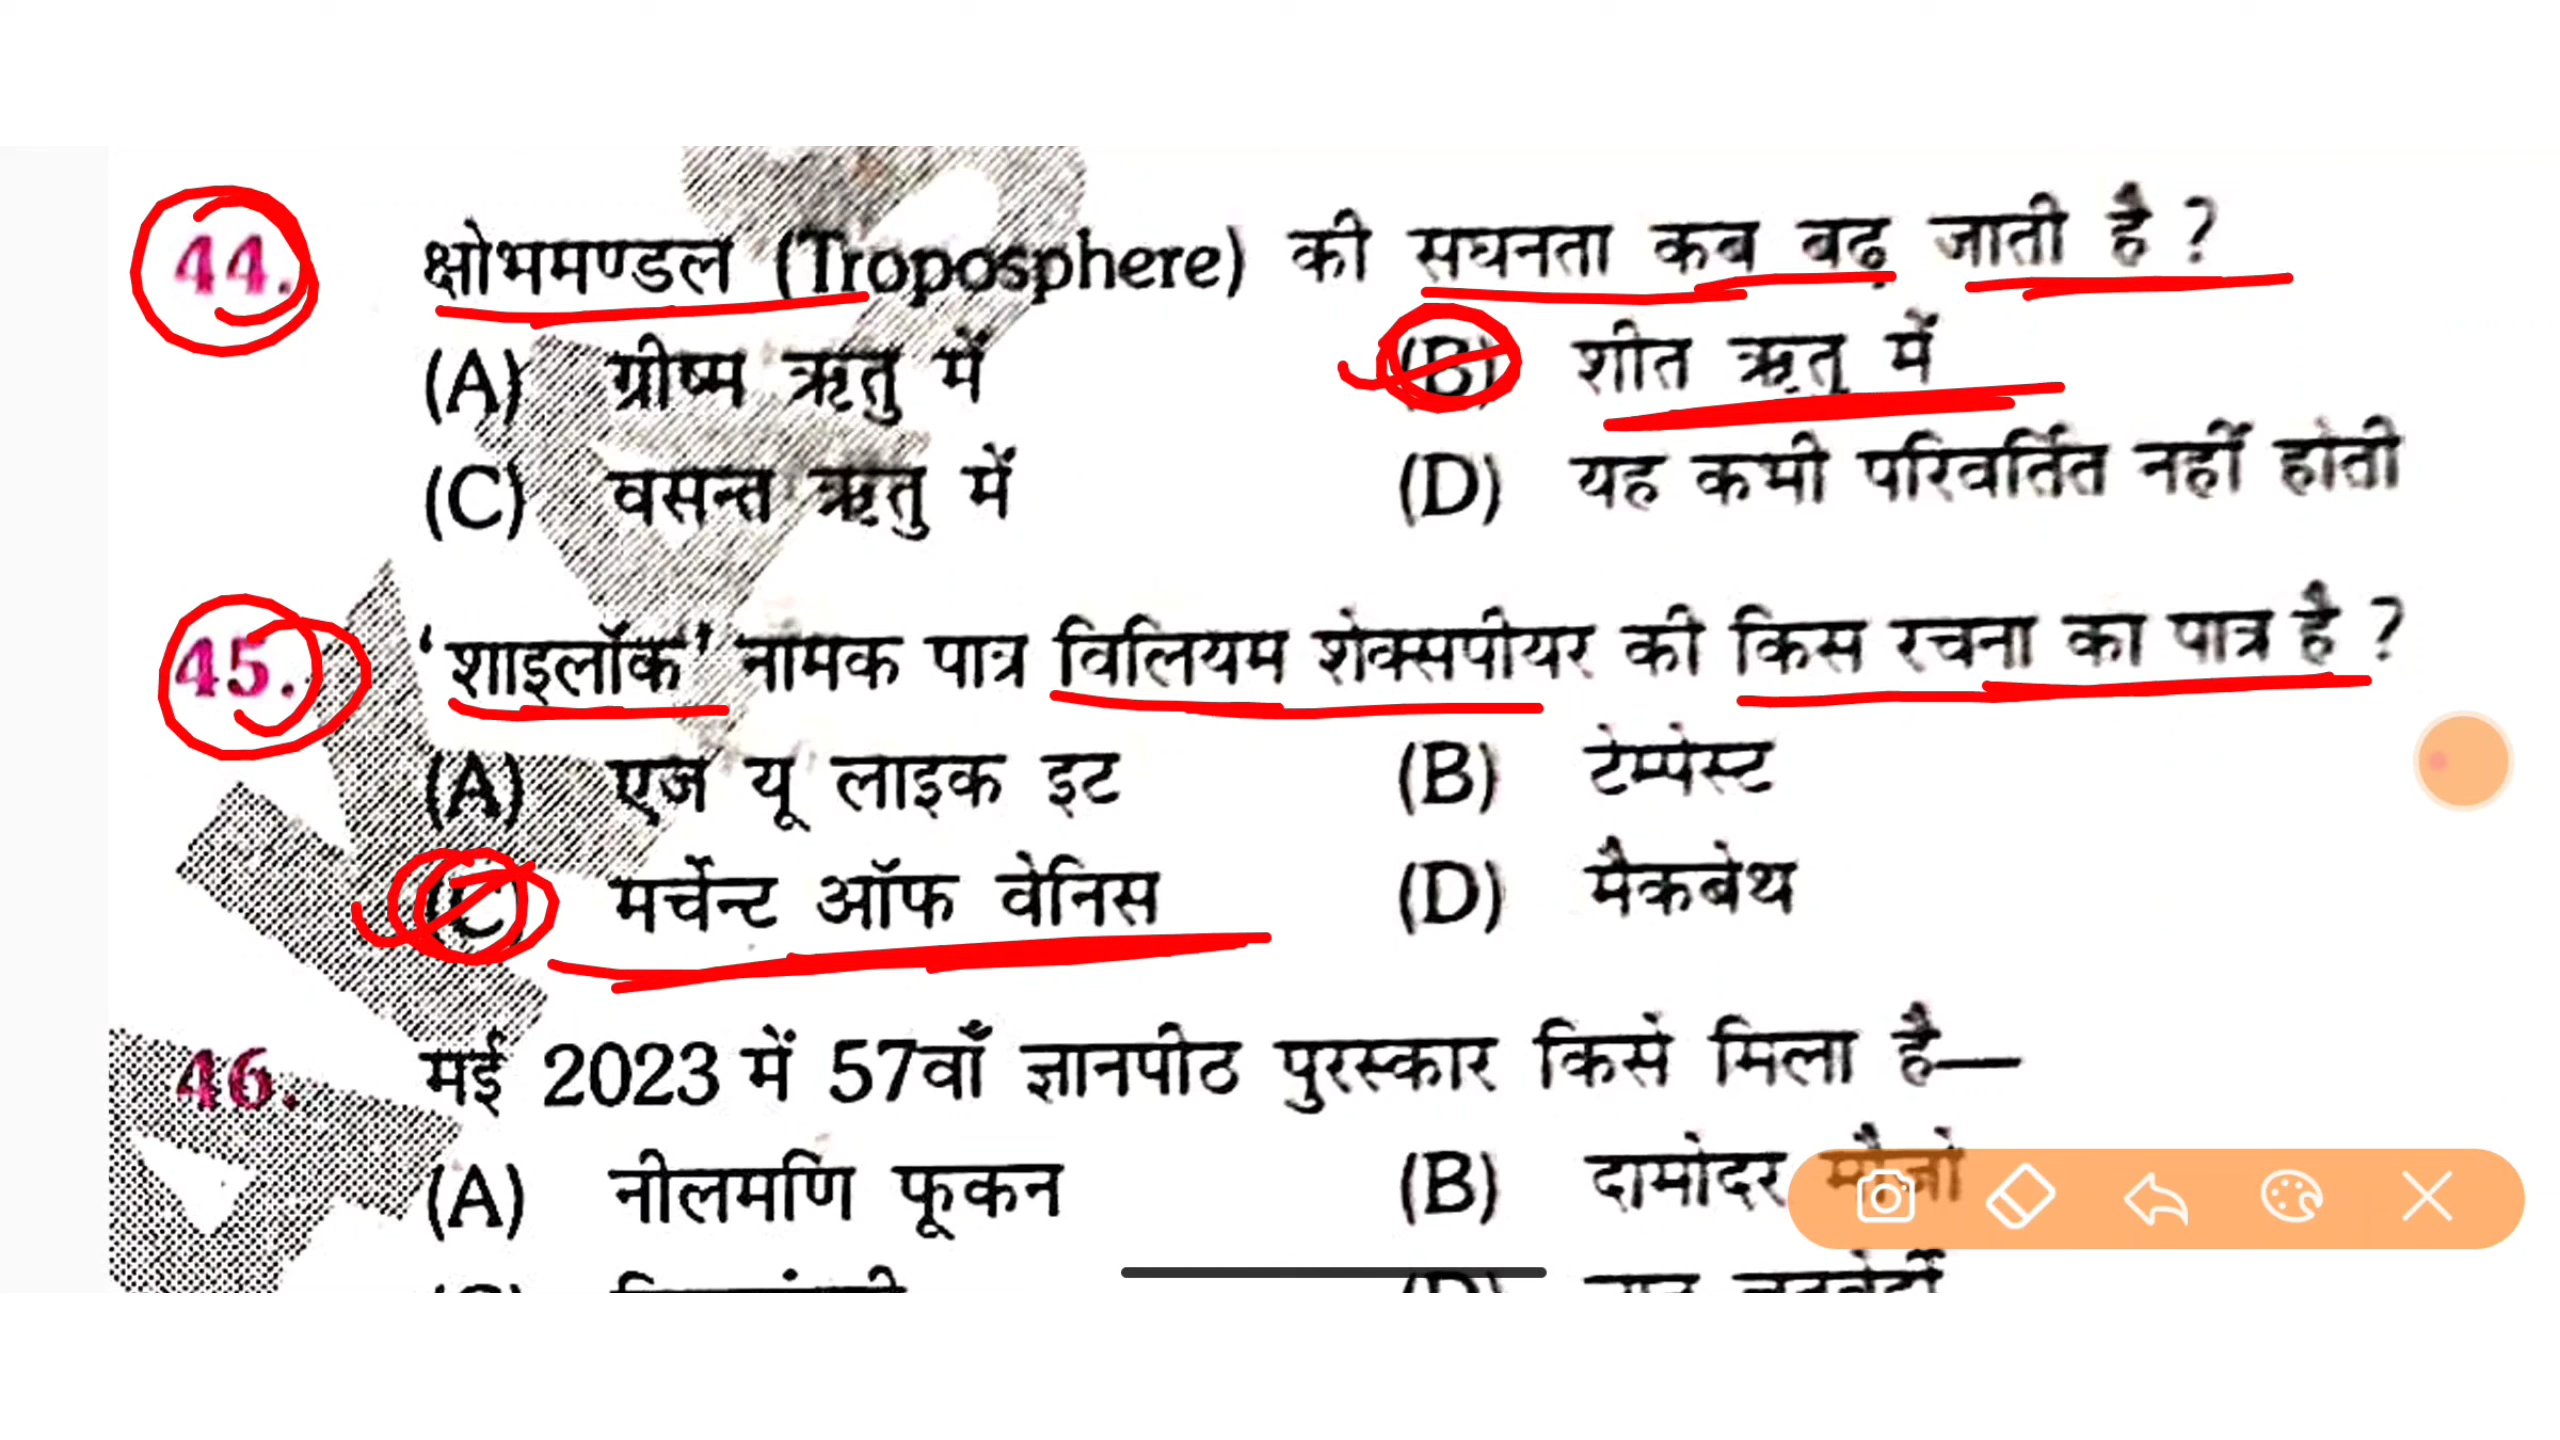 44. क्षोभमण्डल (Troposphere) की सघनता कब बढ़ जाती है ?
(A) ग्रीष्म ऋतु में (B) शीत ऋतु में
(C) वसन्त ऋतु में (D) यह कभी परिवर्तित नहीं होती
45. 'शाइलॉक' नामक पात्र विलियम शेक्सपीयर की किस रचना का पात्र है ?
(A) एज यू लाइक इट (B) टेम्पेस्ट
(C) मर्चेन्ट ऑफ वेनिस (D) मैकबेथ
46. मई 2023 में 57वाँ ज्ञानपीठ पुरस्कार किसे मिला है—
(A) नीलमणि फूकन (B) दामोदर मौजो